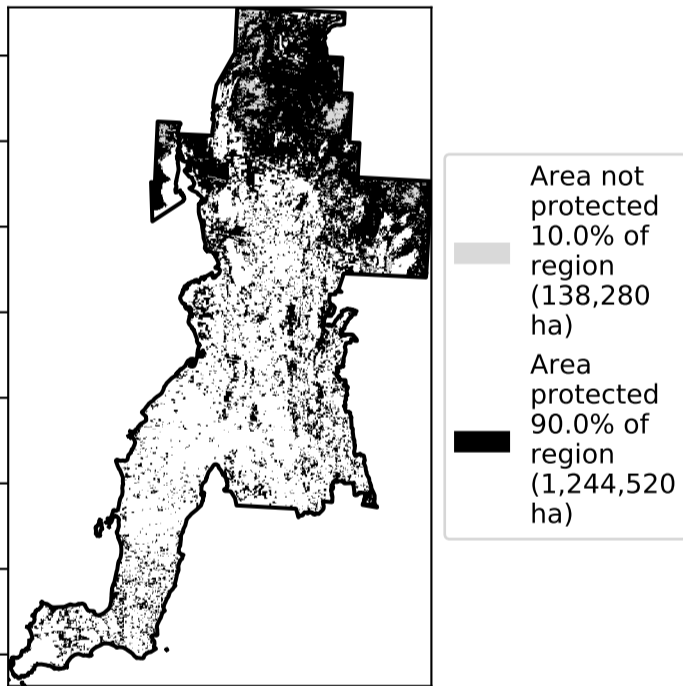 Area not
protected
10.0% of
region
(138,280
ha)
Area
protected
90.0% of
region
(1,244,520
ha)